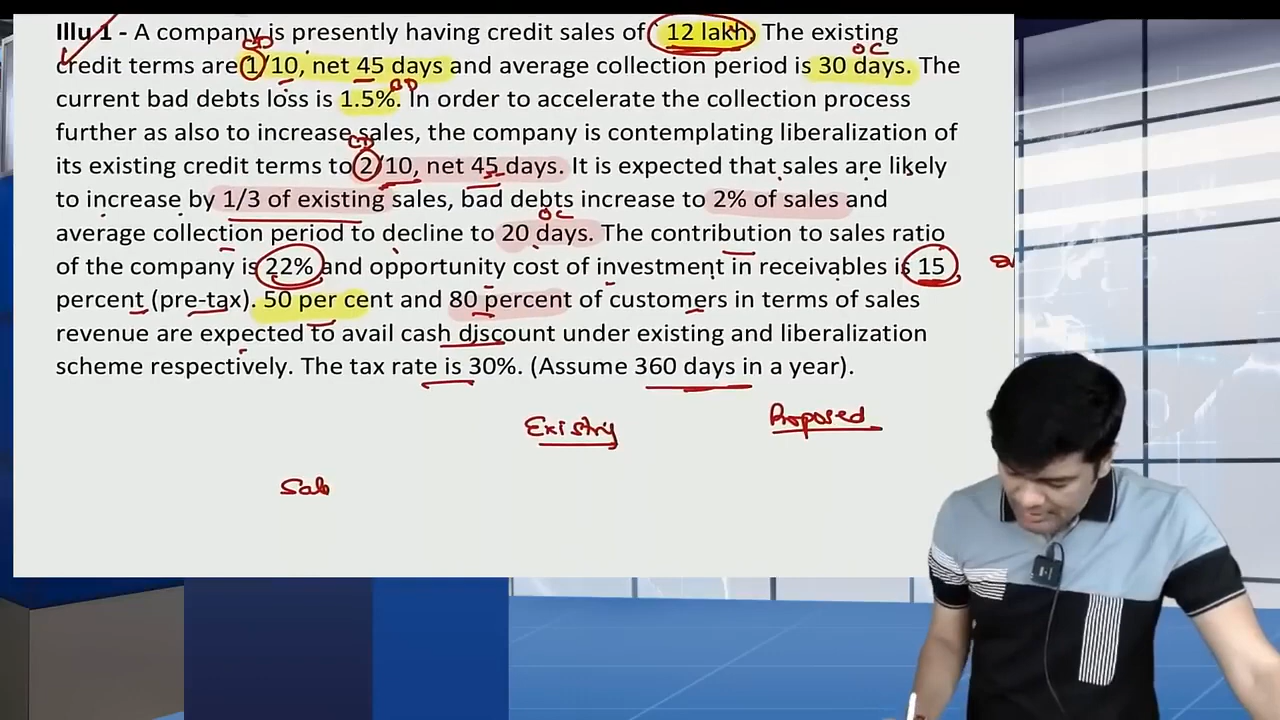 Illu 1 - A company is presently having credit sales of ` 12 lakh. The existing
CD OC
credit terms are 1/10, net 45 days and average collection period is 30 days. The
BD
current bad debts loss is 1.5%. In order to accelerate the collection process
further as also to increase sales, the company is contemplating liberalization of
CD
its existing credit terms to 2/10, net 45 days. It is expected that sales are likely
to increase by 1/3 of existing sales, bad debts increase to 2% of sales and
OC
average collection period to decline to 20 days. The contribution to sales ratio
of the company is 22% and opportunity cost of investment in receivables is 15
percent (pre-tax). 50 per cent and 80 percent of customers in terms of sales
revenue are expected to avail cash discount under existing and liberalization
scheme respectively. The tax rate is 30%. (Assume 360 days in a year).
Existing Proposed
Sale